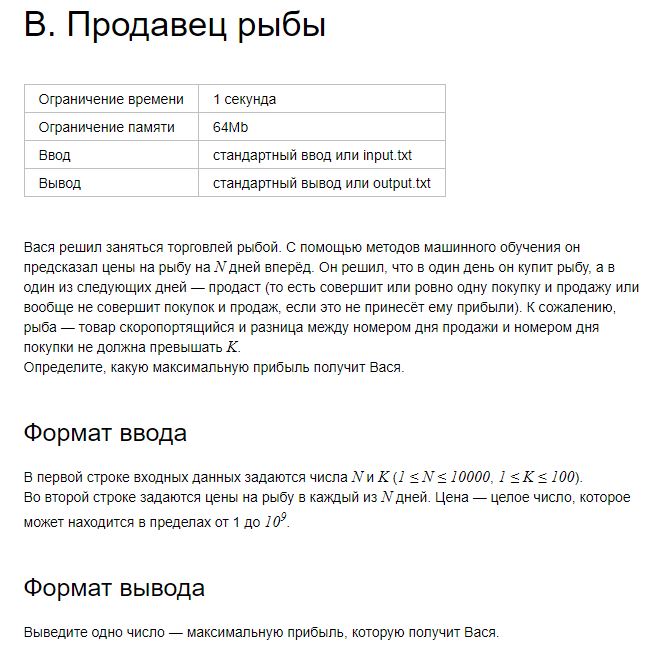 B. Продавец рыбы
Ограничение времени 1 секунда
Ограничение памяти 64Mb
Ввод стандартный ввод или input.txt
Вывод стандартный вывод или output.txt
Вася решил заняться торговлей рыбой. С помощью методов машинного обучения он
предсказал цены на рыбу на N дней вперёд. Он решил, что в один день он купит рыбу, а в
один из следующих дней — продаст (то есть совершит или ровно одну покупку и продажу или
вообще не совершит покупок и продаж, если это не принесёт ему прибыли). К сожалению,
рыба — товар скоропортящийся и разница между номером дня продажи и номером дня
покупки не должна превышать K.
Определите, какую максимальную прибыль получит Вася.
Формат ввода
В первой строке входных данных задаются числа N и K (1 ≤ N ≤ 10000, 1 ≤ K ≤ 100).
Во второй строке задаются цены на рыбу в каждый из N дней. Цена — целое число, которое
может находится в пределах от 1 до 10⁹.
Формат вывода
Выведите одно число — максимальную прибыль, которую получит Вася.